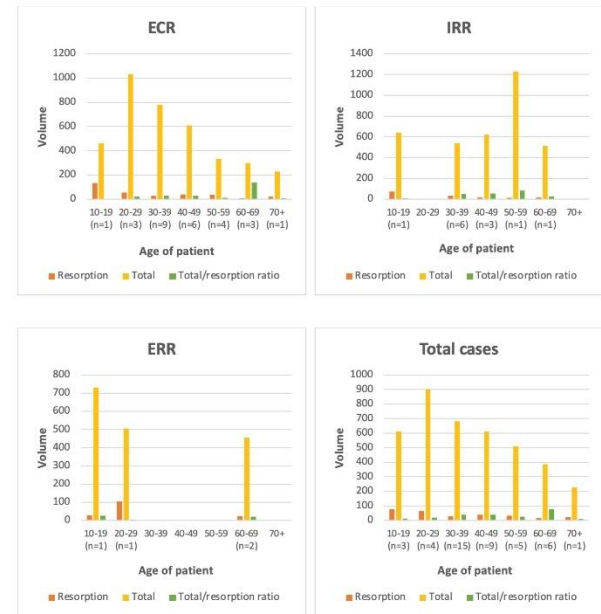 ECR
1200
1000
800
600
400
200
0
Volume
10-19 20-29 30-39 40-49 50-59 60-69 70+
(n=1) (n=3) (n=9) (n=6) (n=4) (n=3) (n=1)
Age of patient
Resorption Total Total/resorption ratio
IRR
1400
1200
1000
800
600
400
200
0
Volume
10-19 20-29 30-39 40-49 50-59 60-69 70+
(n=1) (n=6) (n=3) (n=1) (n=1)
Age of patient
Resorption Total Total/resorption ratio
ERR
800
700
600
500
400
300
200
100
0
Volume
10-19 20-29 30-39 40-49 50-59 60-69 70+
(n=1) (n=1) (n=2)
Age of patient
Resorption Total Total/resorption ratio
Total cases
1000
900
800
700
600
500
400
300
200
100
0
Volume
10-19 20-29 30-39 40-49 50-59 60-69 70+
(n=3) (n=4) (n=15) (n=9) (n=5) (n=6) (n=1)
Age of patient
Resorption Total Total/resorption ratio